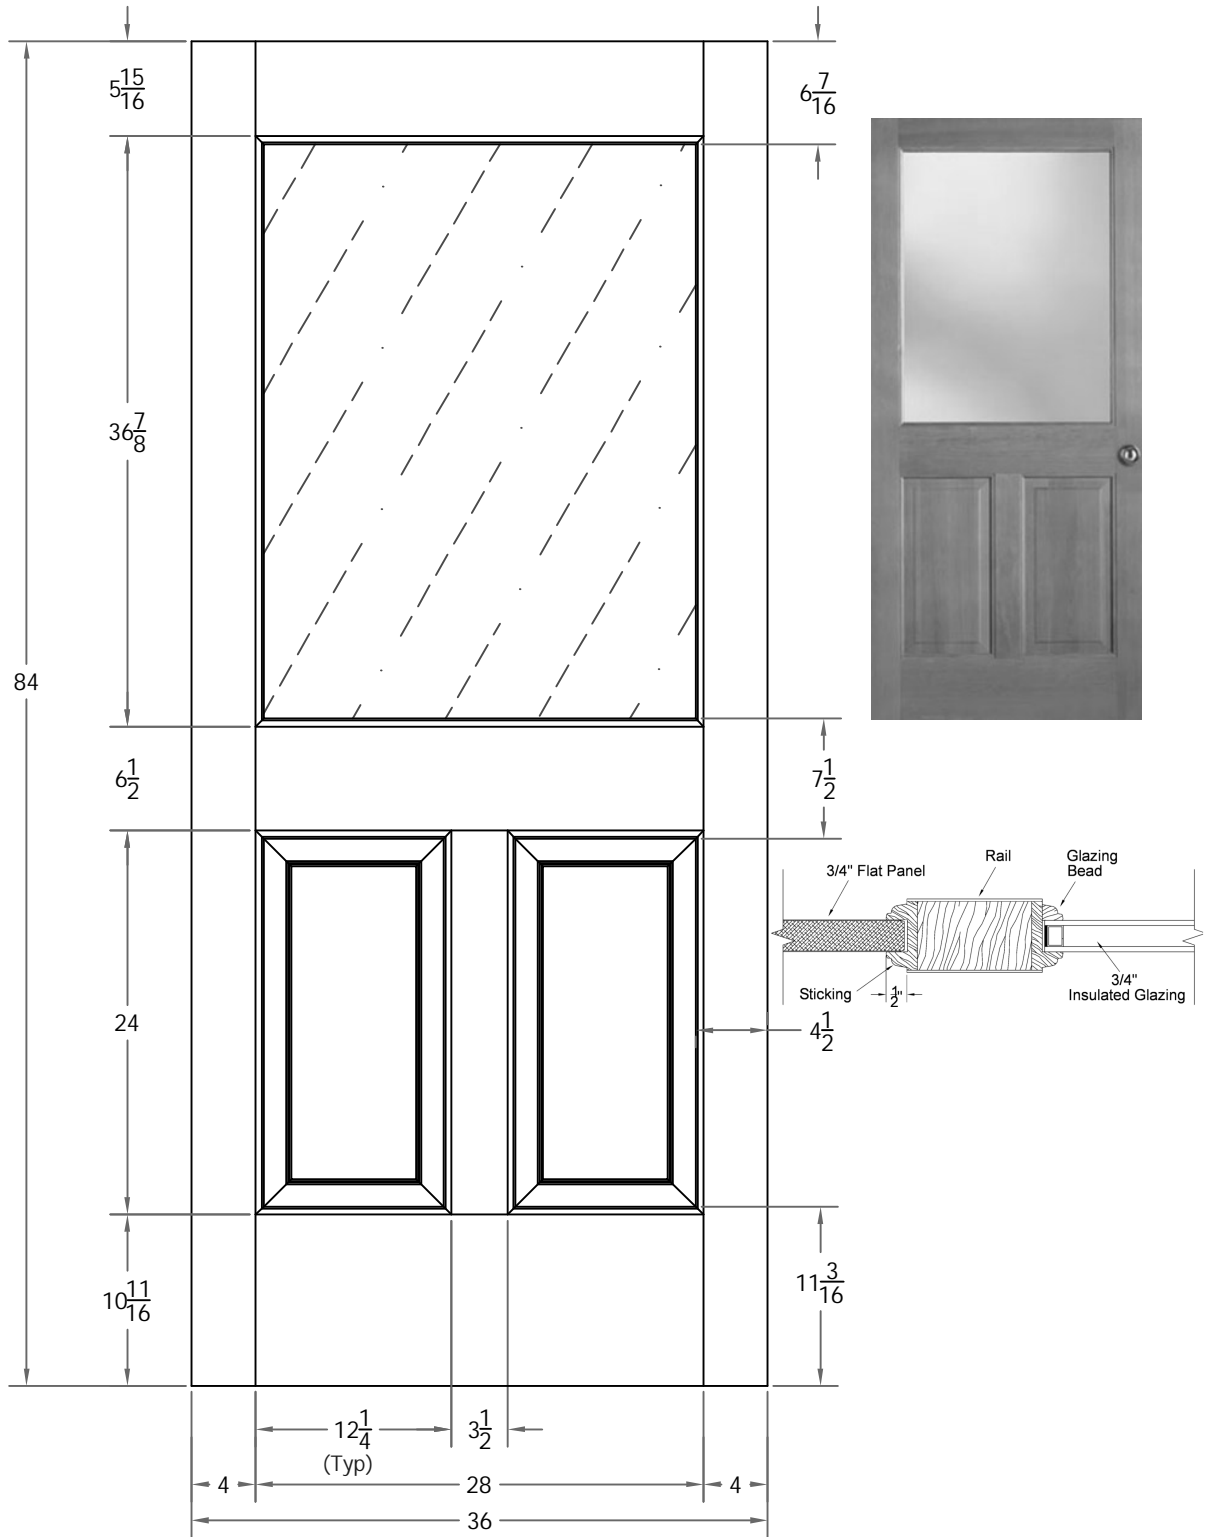 5 15/16
6 7/16
36 7/8
84
6 1/2
7 1/2
Rail
Glazing
Bead
3/4" Flat Panel
Sticking
1/2"
3/4"
Insulated Glazing
24
4 1/2
10 11/16
11 3/16
12 1/4
(Typ)
3 1/2
4
28
4
36